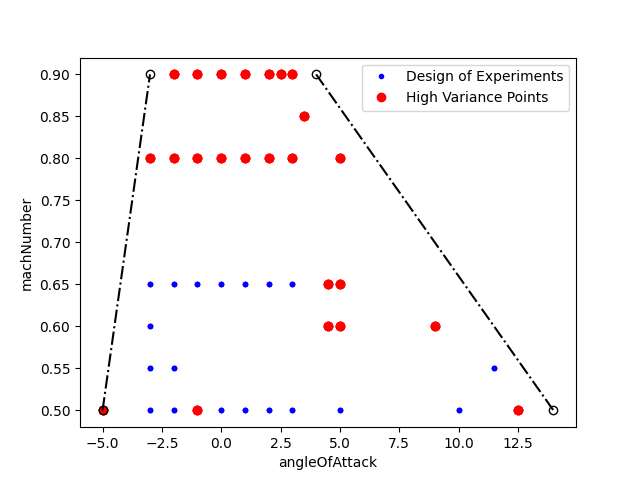 Design of Experiments
High Variance Points
0.90
0.85
0.80
0.75
0.70
0.65
0.60
0.55
0.50
machNumber
−5.0 −2.5 0.0 2.5 5.0 7.5 10.0 12.5
angleOfAttack